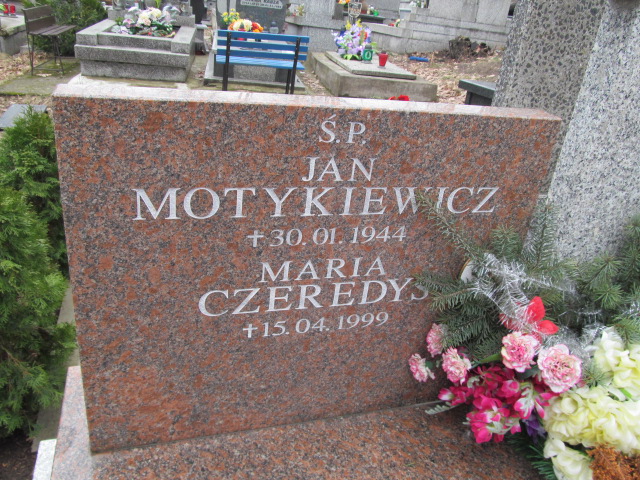 Ś.P.
JAN
MOTYKIEWICZ
✝30.01.1944
MARIA
CZEREDYS
✝15.04.1999